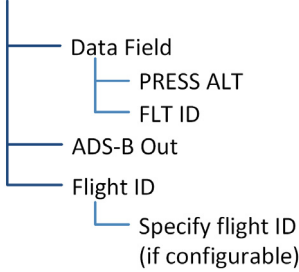 Data Field
PRESS ALT
FLT ID
ADS-B Out
Flight ID
Specify flight ID
(if configurable)